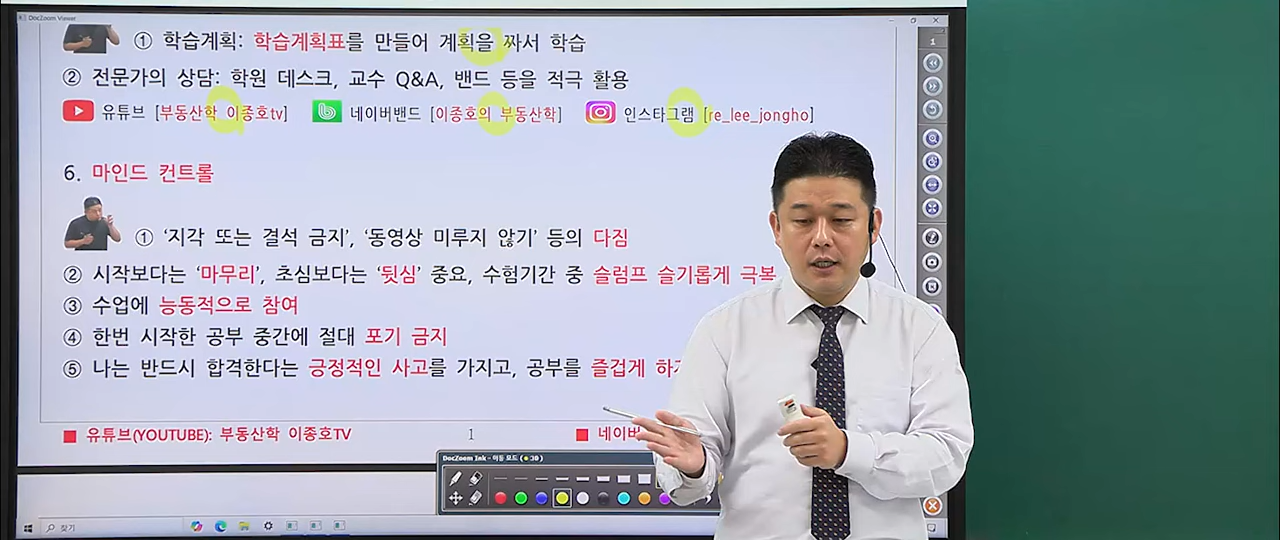 DocZoom Viewer
① 학습계획: 학습계획표를 만들어 계획을 짜서 학습
② 전문가의 상담: 학원 데스크, 교수 Q&A, 밴드 등을 적극 활용
유튜브 [부동산학 이종호tv] 네이버밴드 [이종호의 부동산학] 인스타그램 [re_lee_jongho]
6. 마인드 컨트롤
① ‘지각 또는 결석 금지’, ‘동영상 미루지 않기’ 등의 다짐
② 시작보다는 ‘마무리’, 초심보다는 ‘뒷심’ 중요, 수험기간 중 슬럼프 슬기롭게 극복
③ 수업에 능동적으로 참여
④ 한번 시작한 공부 중간에 절대 포기 금지
⑤ 나는 반드시 합격한다는 긍정적인 사고를 가지고, 공부를 즐겁게 하
■ 유튜브(YOUTUBE): 부동산학 이종호TV 1 ■ 네이버
DocZoom Ink - 이동 모드
찾기
1